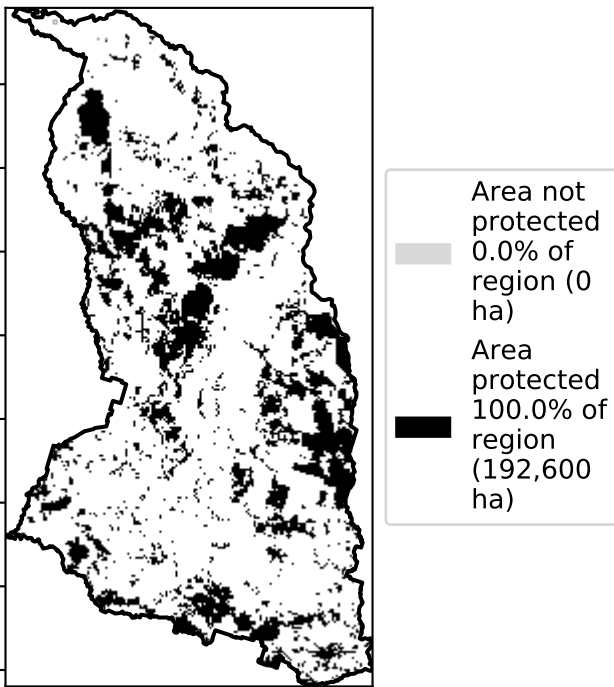 Area not
protected
0.0% of
region (0
ha)
Area
protected
100.0% of
region
(192,600
ha)